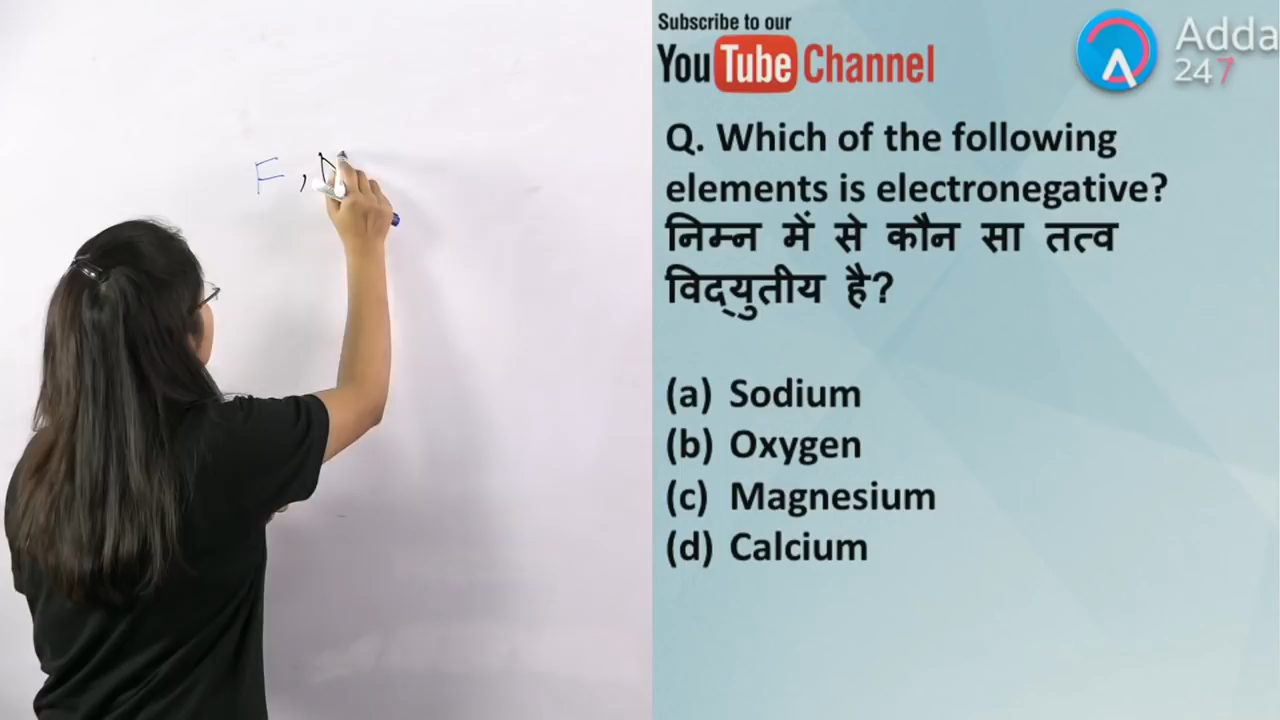 F,
Subscribe to our
YouTube Channel
Adda
247
Q. Which of the following
elements is electronegative?
निम्न में से कौन सा तत्व
विद्युतीय है?
(a) Sodium
(b) Oxygen
(c) Magnesium
(d) Calcium